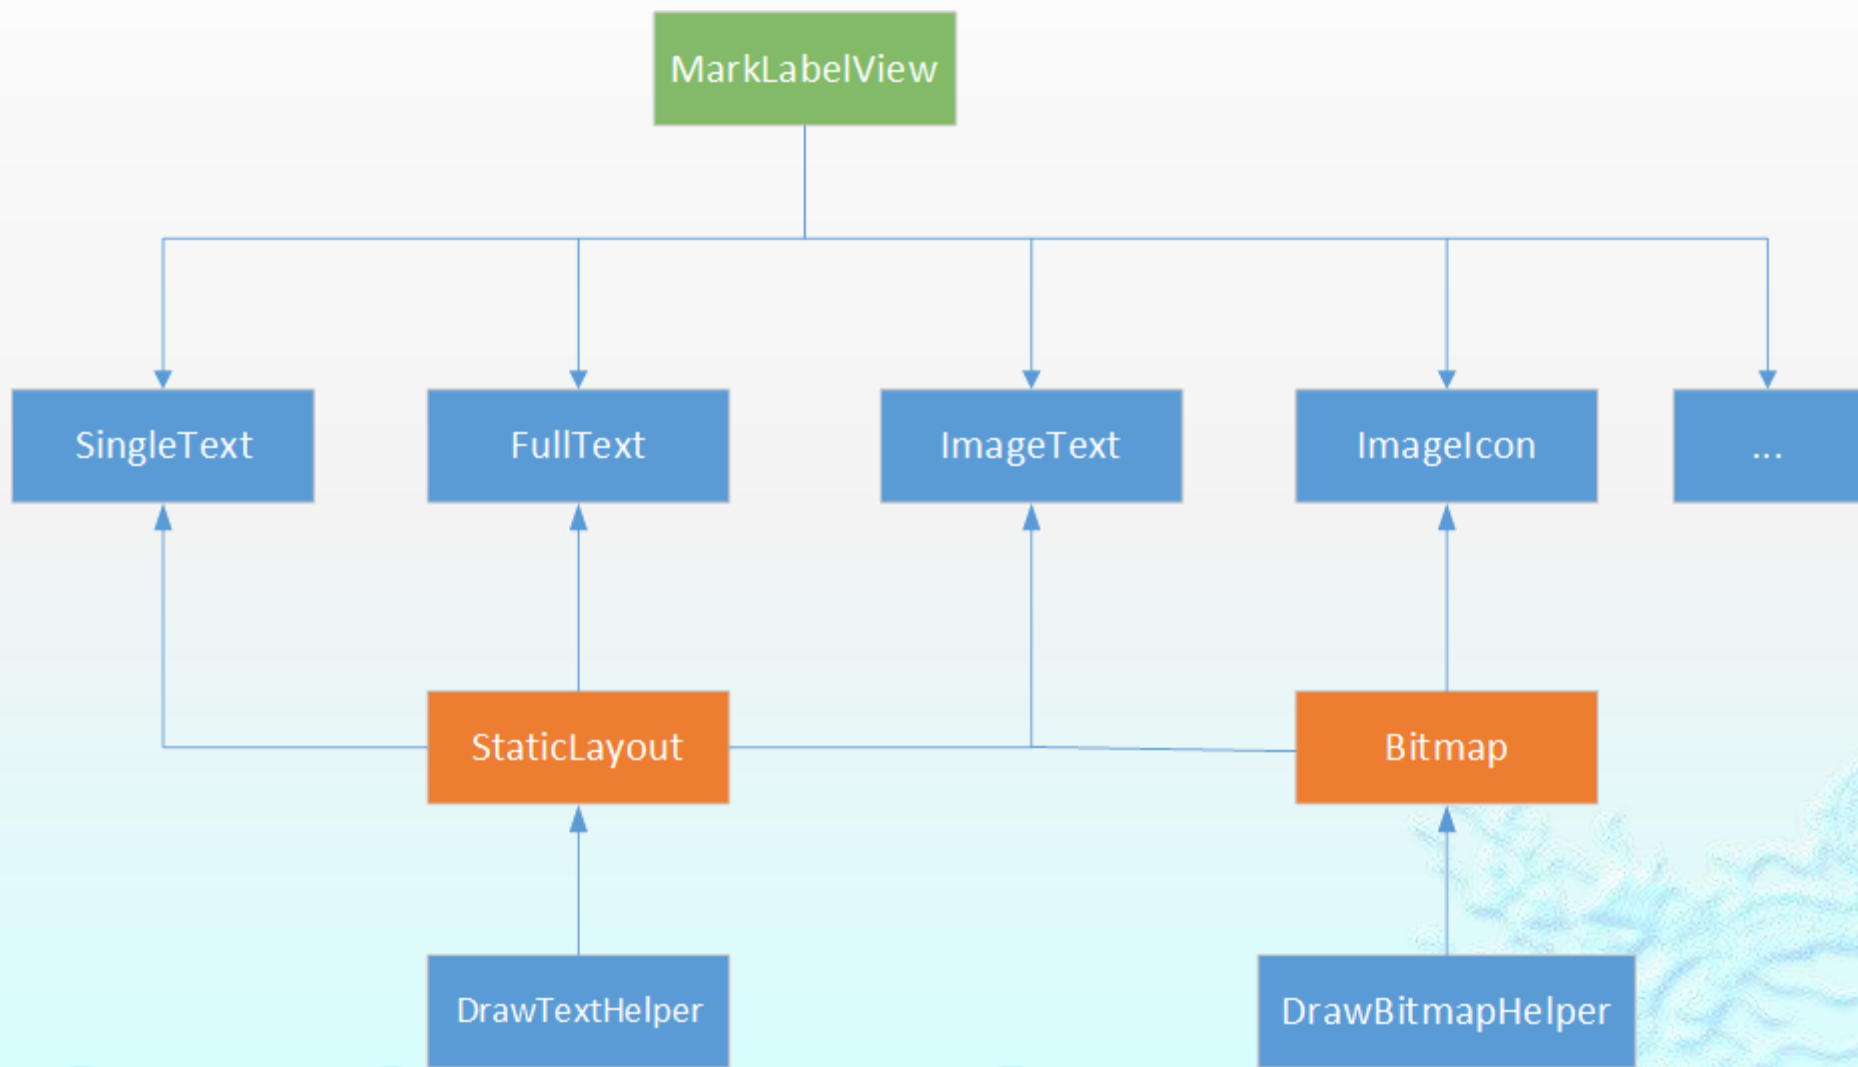 MarkLabelView
SingleText
FullText
ImageText
ImageIcon
...
StaticLayout
Bitmap
DrawTextHelper
DrawBitmapHelper